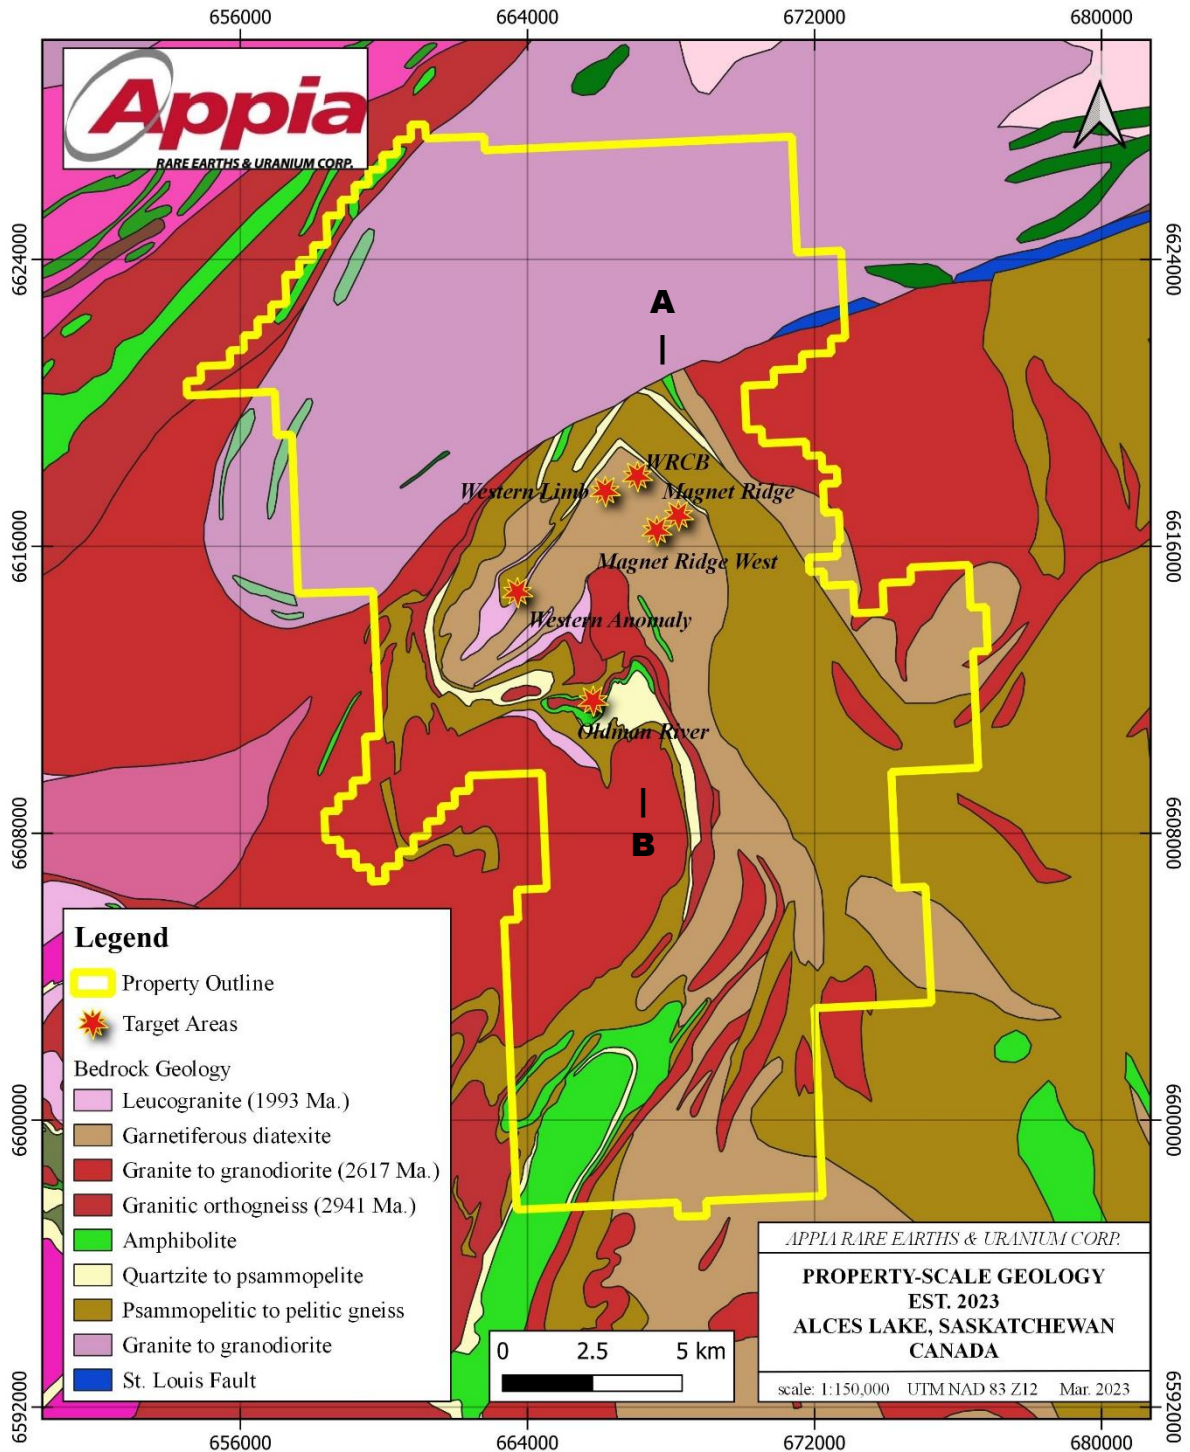 656000 664000 672000 680000
Appia
RARE EARTHS & URANIUM CORP.
6624000 6624000
A
WRCB
Western Limb Magnet Ridge
6616000 6616000
Magnet Ridge West
Western Anomaly
Oldman River
6608000 6608000
B
Legend
Property Outline
Target Areas
Bedrock Geology
Leucogranite (1993 Ma.)
Garnetiferous diatexite
6600000 6600000
Granite to granodiorite (2617 Ma.)
Granitic orthogneiss (2941 Ma.)
Amphibolite
Quartzite to psammopelite
Psammopelitic to pelitic gneiss
Granite to granodiorite
St. Louis Fault
0 2.5 5 km
APPIA RARE EARTHS & URANIUM CORP.
PROPERTY-SCALE GEOLOGY
EST. 2023
ALCES LAKE, SASKATCHEWAN
CANADA
scale: 1:150,000 UTM NAD 83 Z12 Mar. 2023
6592000 6592000
656000 664000 672000 680000